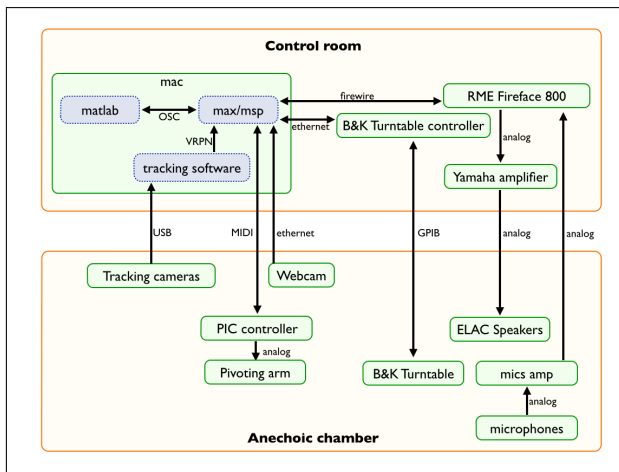 Control room
mac
matlab
OSC
max/msp
VRPN
tracking software
firewire
ethernet
RME Fireface 800
B&K Turntable controller
analog
Yamaha amplifier
USB
MIDI
ethernet
GPIB
analog
analog
Tracking cameras
Webcam
PIC controller
analog
Pivoting arm
ELAC Speakers
B&K Turntable
mics amp
analog
microphones
Anechoic chamber